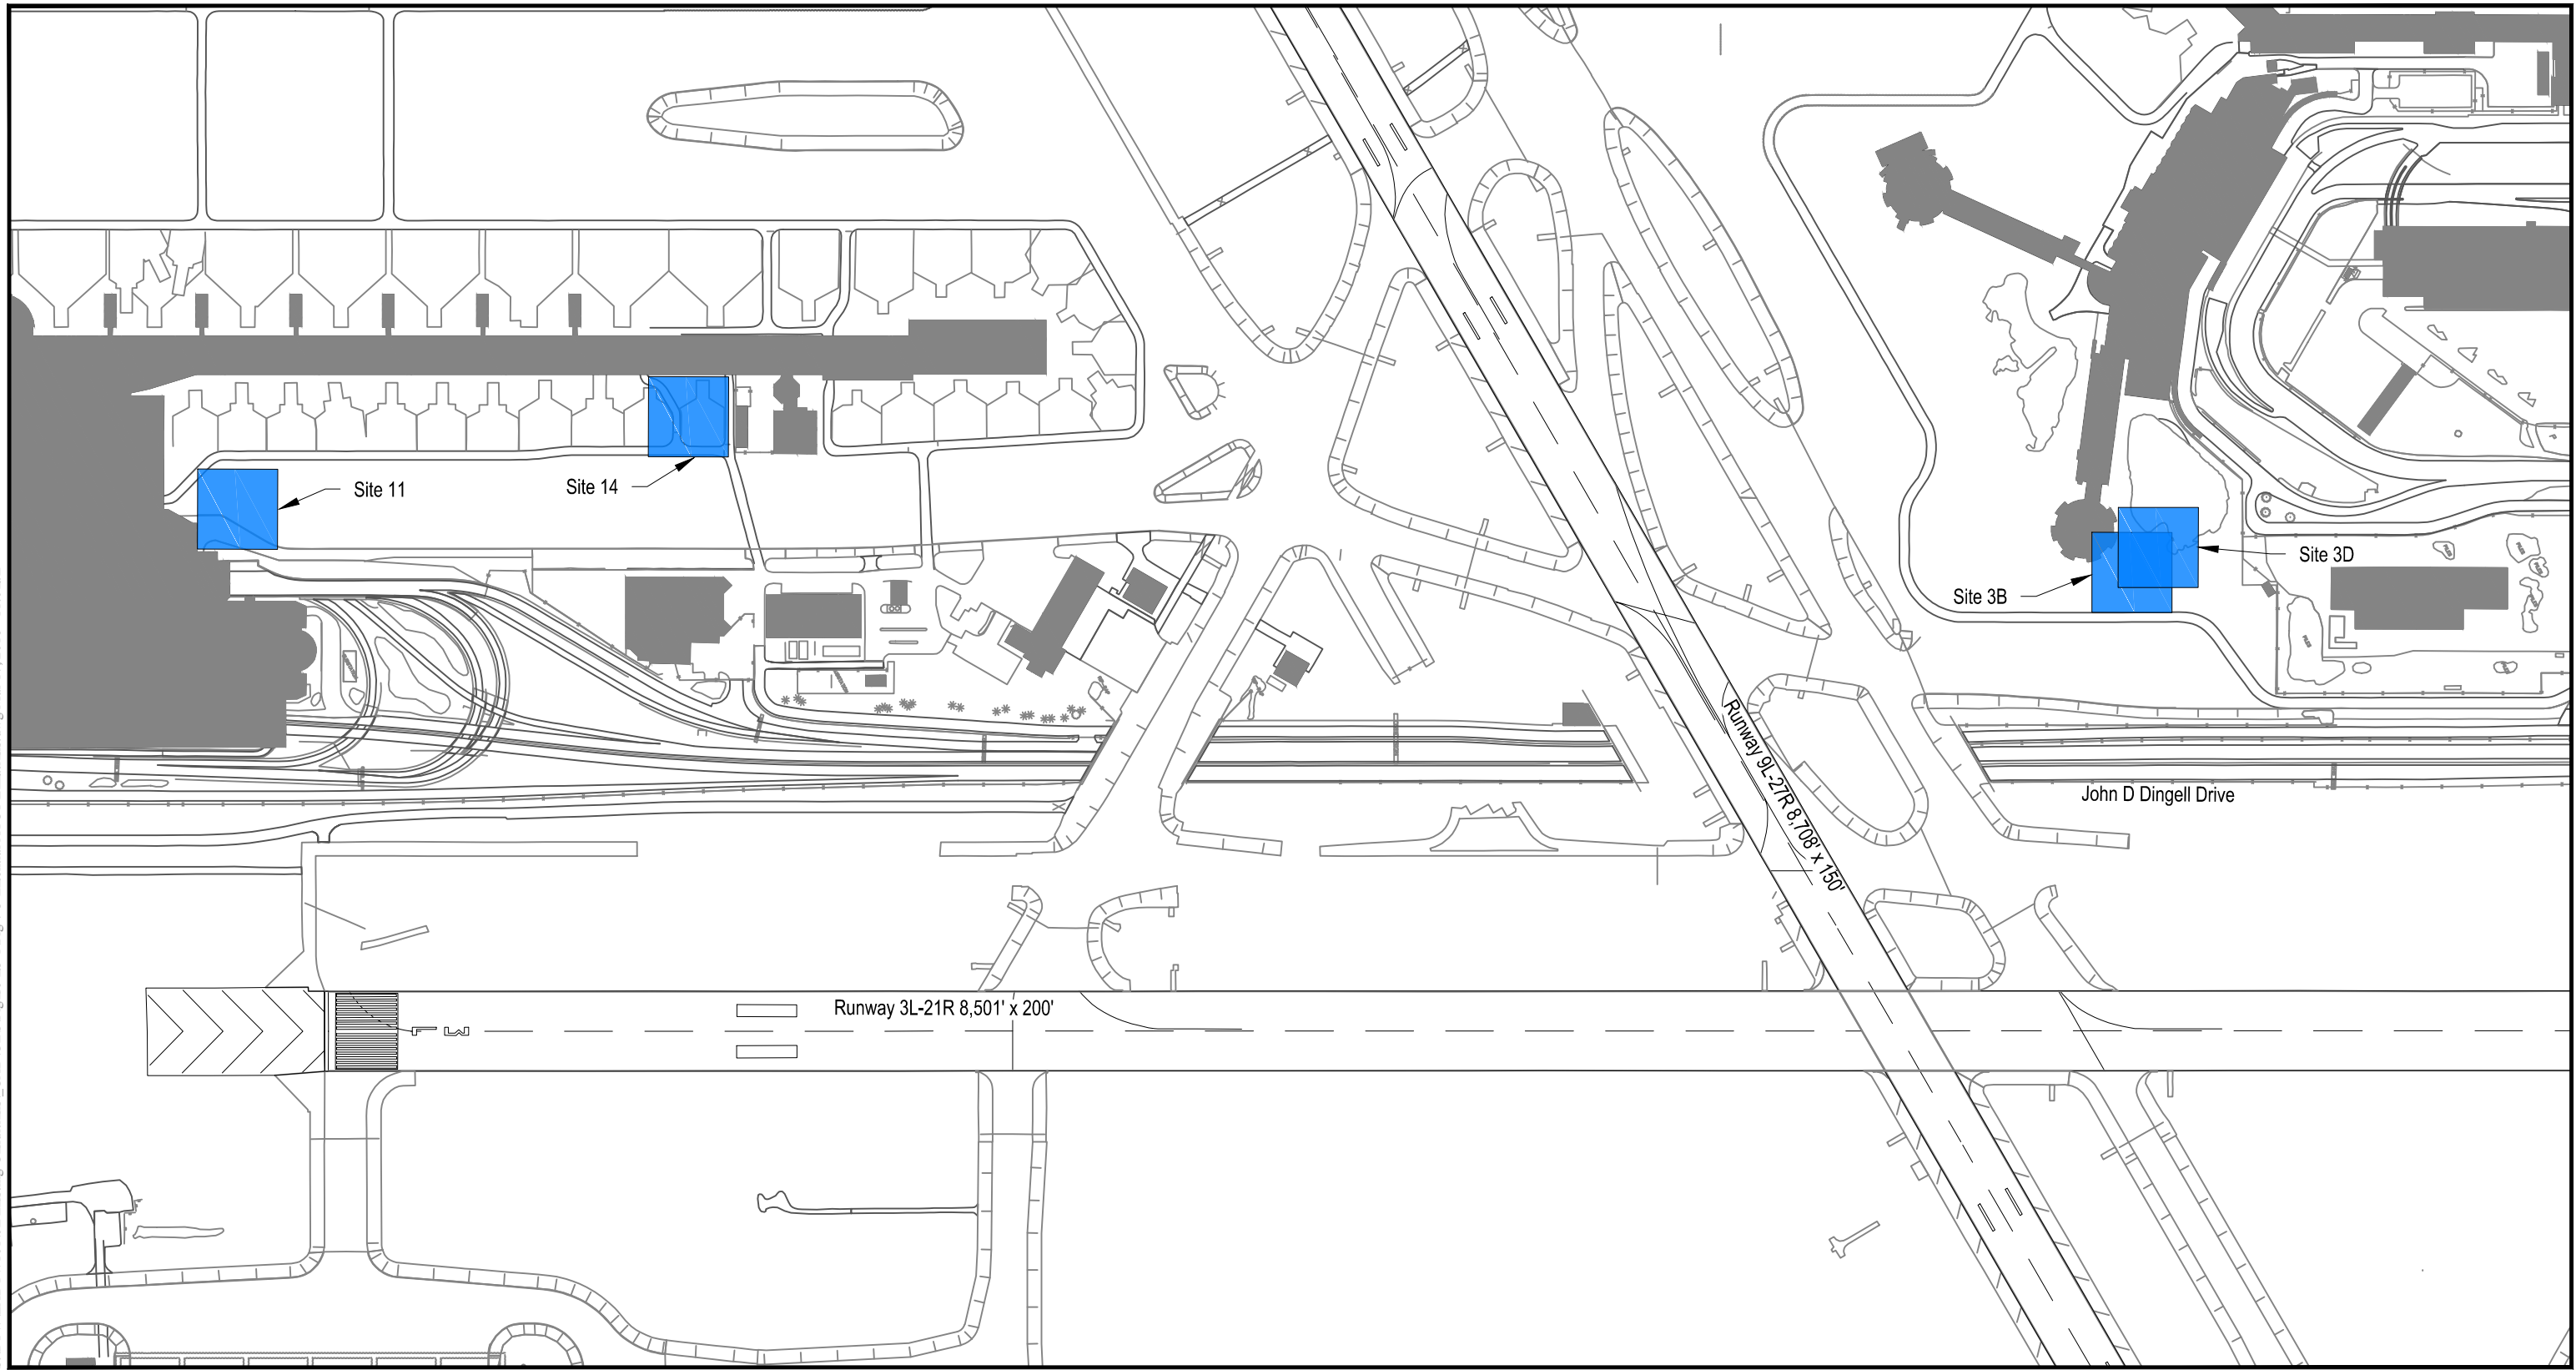 Site 11
Site 14
Site 3D
Site 3B
Runway 9L-27R 8,708' x 150'
John D Dingell Drive
Runway 3L-21R 8,501' x 200'
3L